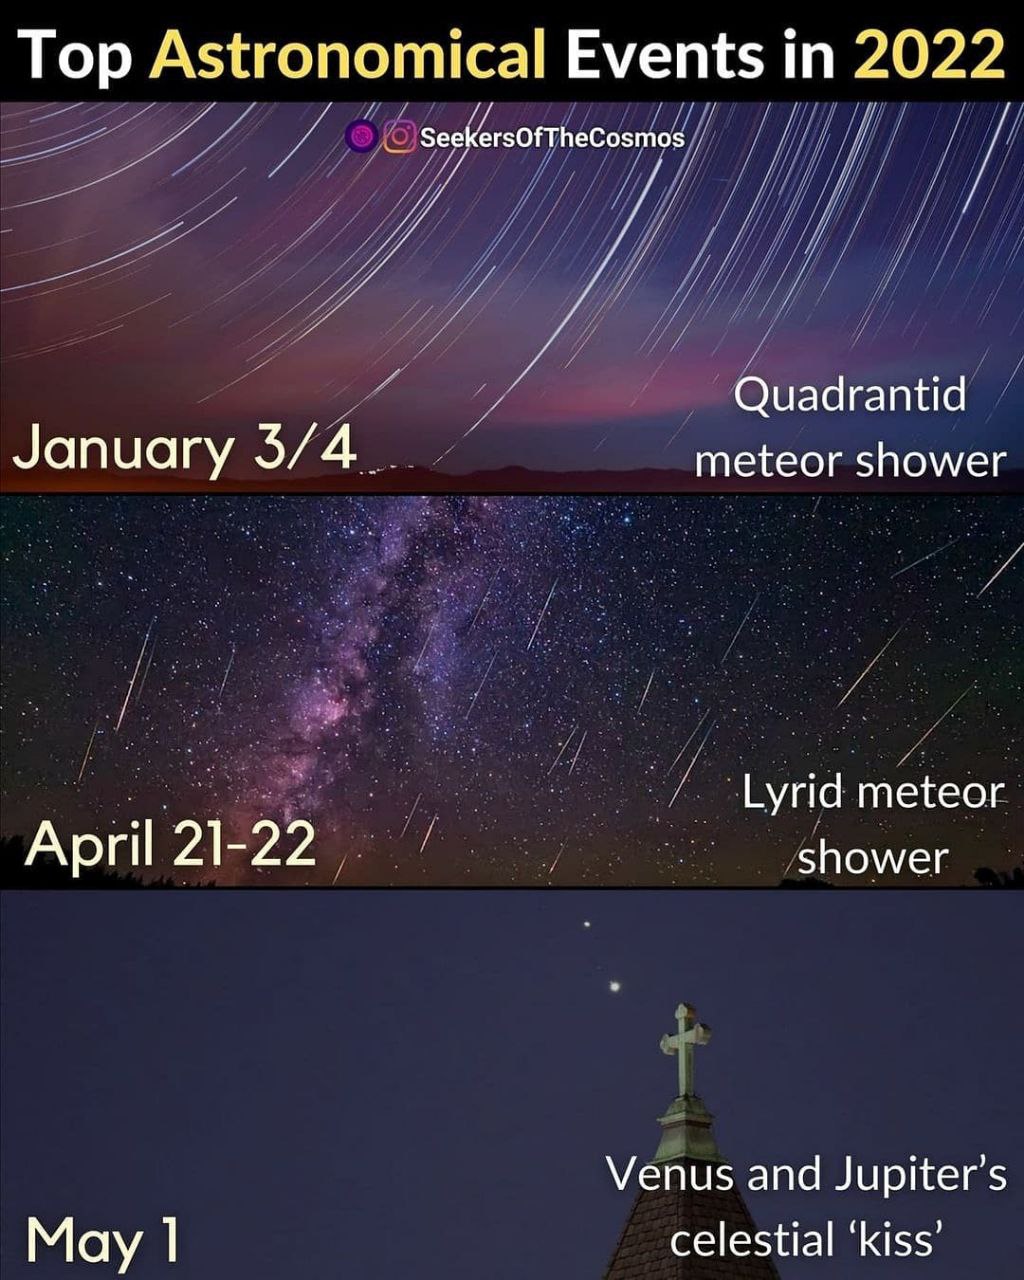 Top Astronomical Events in 2022
SeekersOfTheCosmos
Quadrantid
meteor shower
January 3/4
Lyrid meteor
shower
April 21-22
Venus and Jupiter's
celestial 'kiss'
May 1